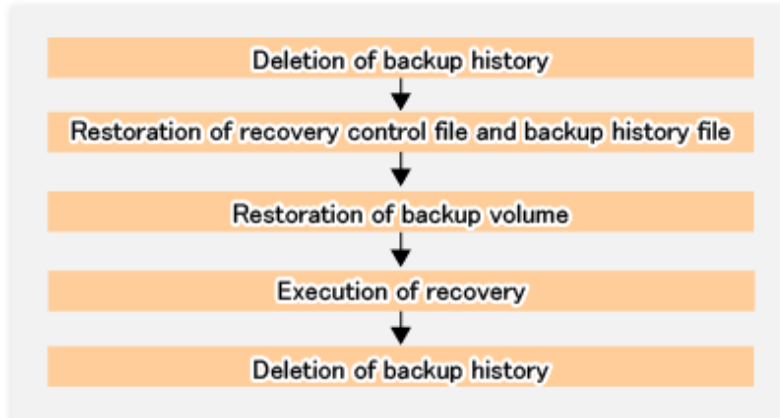 Deletion of backup history
Restoration of recovery control file and backup history file
Restoration of backup volume
Execution of recovery
Deletion of backup history